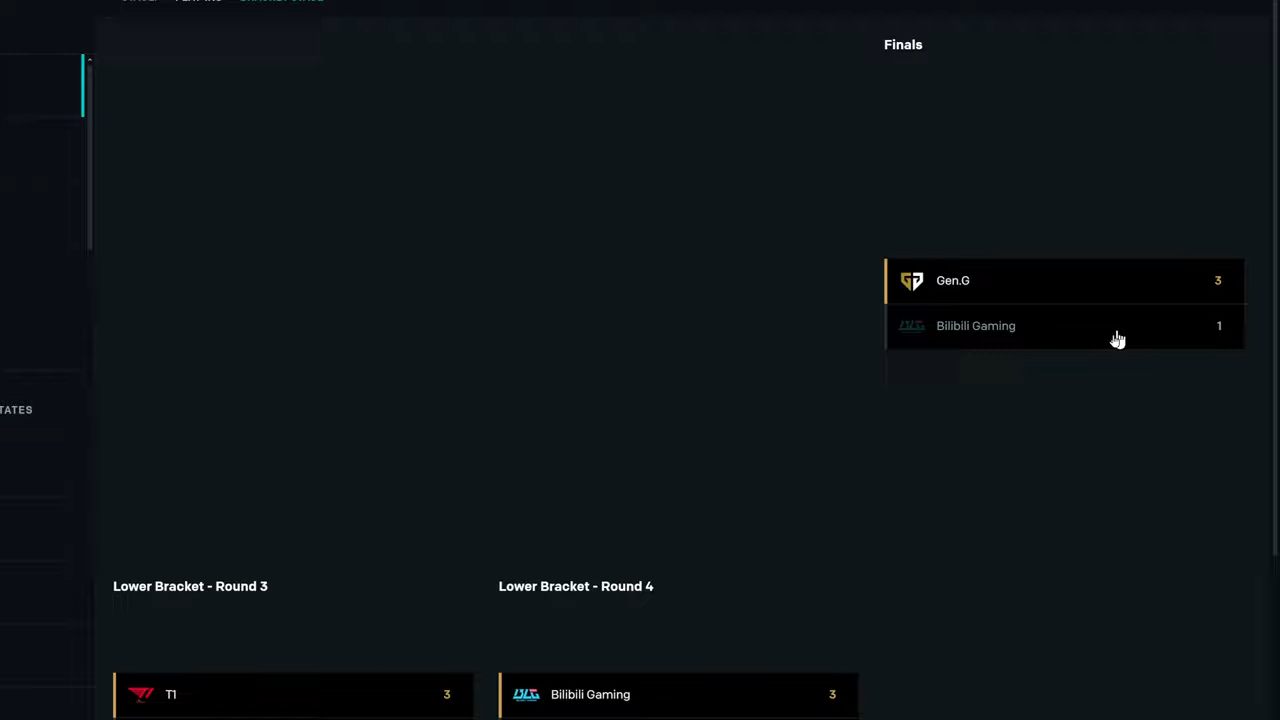 Finals
Gen.G 3
Bilibili Gaming 1
TATES
Lower Bracket - Round 3
Lower Bracket - Round 4
T1 3
Bilibili Gaming 3